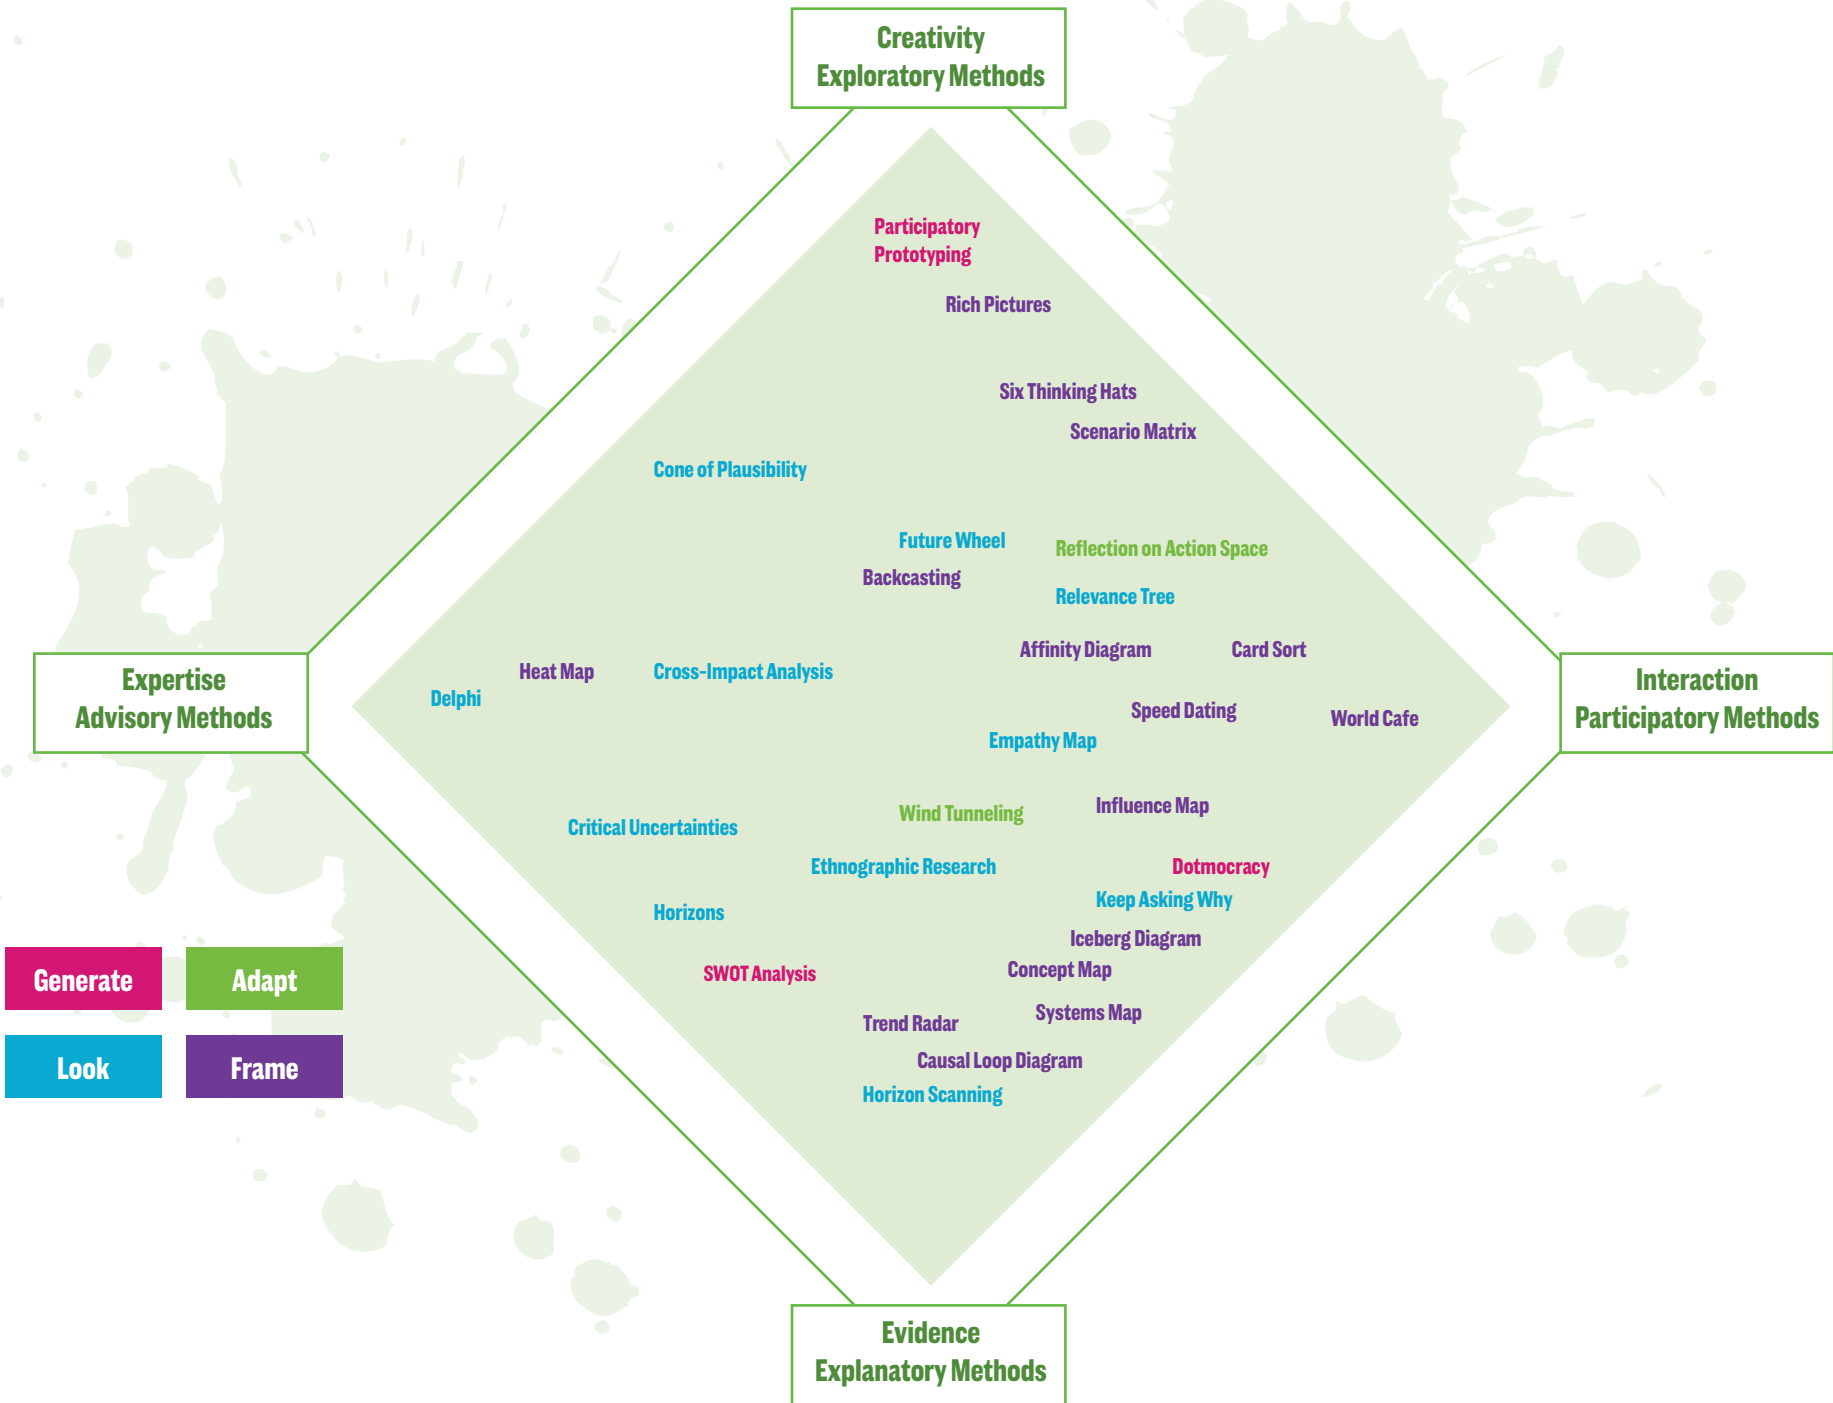 Creativity
Exploratory Methods
Participatory
Prototyping
Rich Pictures
Six Thinking Hats
Scenario Matrix
Cone of Plausibility
Future Wheel
Reflection on Action Space
Backcasting
Relevance Tree
Affinity Diagram
Card Sort
Heat Map
Cross-Impact Analysis
Delphi
Expertise
Advisory Methods
Interaction
Participatory Methods
Speed Dating
World Cafe
Empathy Map
Influence Map
Wind Tunneling
Critical Uncertainties
Ethnographic Research
Dotmocracy
Keep Asking Why
Horizons
Iceberg Diagram
Concept Map
SWOT Analysis
Systems Map
Trend Radar
Causal Loop Diagram
Horizon Scanning
Generate
Adapt
Look
Frame
Evidence
Explanatory Methods